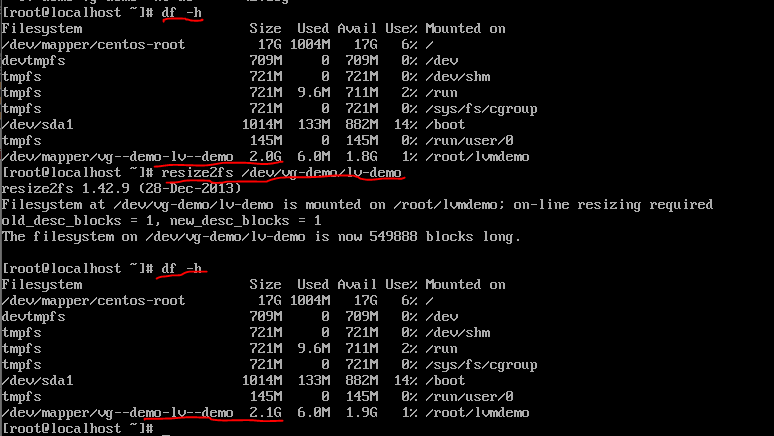 [root@localhost ~]# df -h
Filesystem Size Used Avail Use% Mounted on
/dev/mapper/centos-root 17G 1004M 17G 6% /
devtmpfs 709M 0 709M 0% /dev
tmpfs 721M 0 721M 0% /dev/shm
tmpfs 721M 9.6M 711M 2% /run
tmpfs 721M 0 721M 0% /sys/fs/cgroup
/dev/sda1 1014M 133M 882M 14% /boot
tmpfs 145M 0 145M 0% /run/user/0
/dev/mapper/vg--demo-lv--demo 2.0G 6.0M 1.8G 1% /root/lvmdemo
[root@localhost ~]# resize2fs /dev/vg-demo/lv-demo
resize2fs 1.42.9 (28-Dec-2013)
Filesystem at /dev/vg-demo/lv-demo is mounted on /root/lvmdemo; on-line resizing required
old_desc_blocks = 1, new_desc_blocks = 1
The filesystem on /dev/vg-demo/lv-demo is now 549888 blocks long.
[root@localhost ~]# df -h
Filesystem Size Used Avail Use% Mounted on
/dev/mapper/centos-root 17G 1004M 17G 6% /
devtmpfs 709M 0 709M 0% /dev
tmpfs 721M 0 721M 0% /dev/shm
tmpfs 721M 9.6M 711M 2% /run
tmpfs 721M 0 721M 0% /sys/fs/cgroup
/dev/sda1 1014M 133M 882M 14% /boot
tmpfs 145M 0 145M 0% /run/user/0
/dev/mapper/vg--demo-lv--demo 2.1G 6.0M 1.9G 1% /root/lvmdemo
[root@localhost ~]#